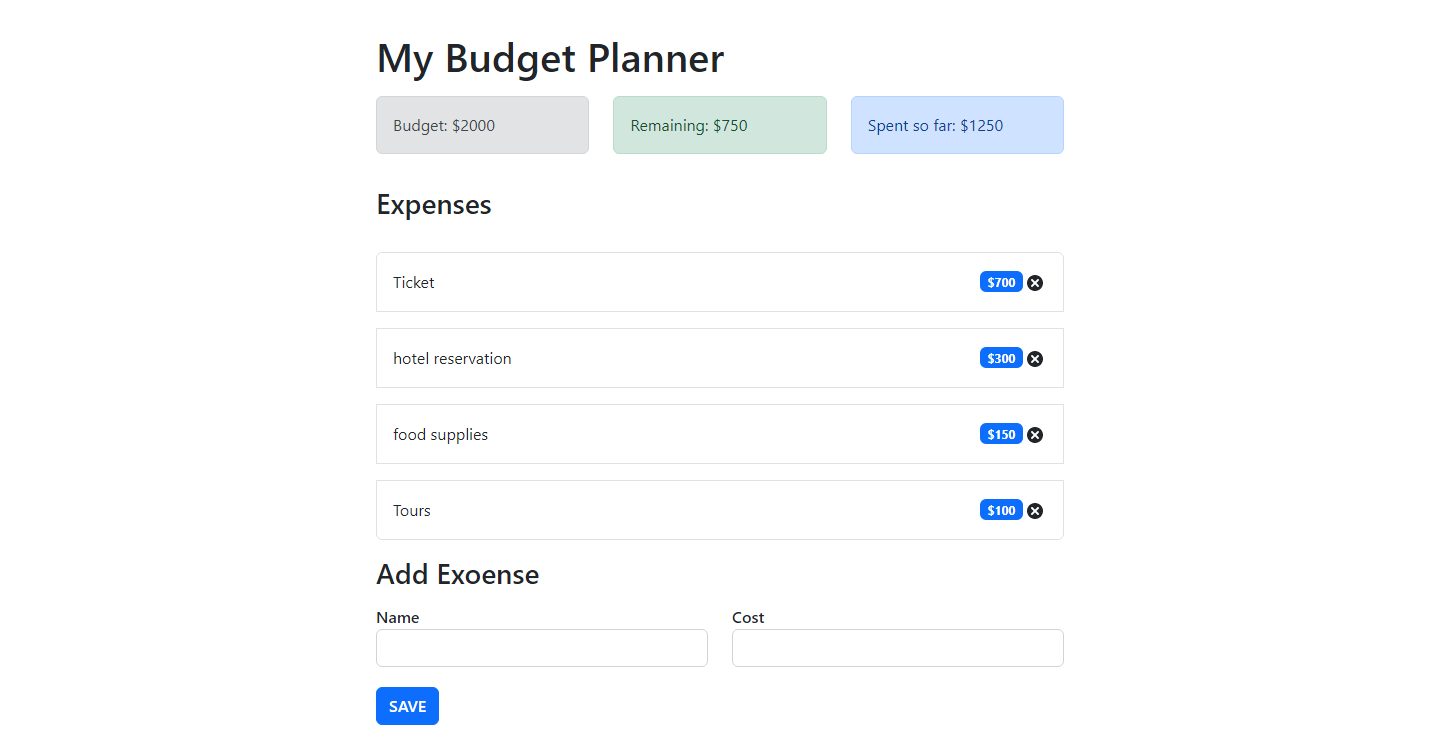 My Budget Planner
Budget: $2000
Remaining: $750
Spent so far: $1250
Expenses
Ticket $700
hotel reservation $300
food supplies $150
Tours $100
Add Exoense
Name Cost
SAVE